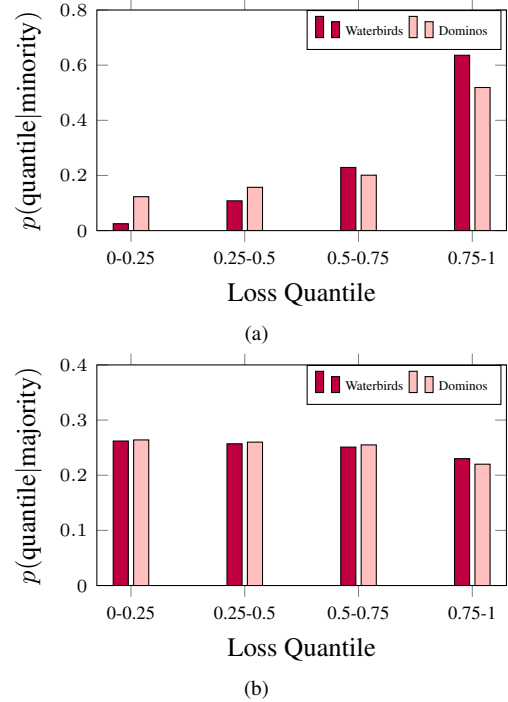 0.8
0.6
0.4
0.2
0
p(quantile|minority)
Waterbirds Dominos
0-0.25 0.25-0.5 0.5-0.75 0.75-1
Loss Quantile
(a)
0.4
0.3
0.2
0.1
0
p(quantile|majority)
Waterbirds Dominos
0-0.25 0.25-0.5 0.5-0.75 0.75-1
Loss Quantile
(b)